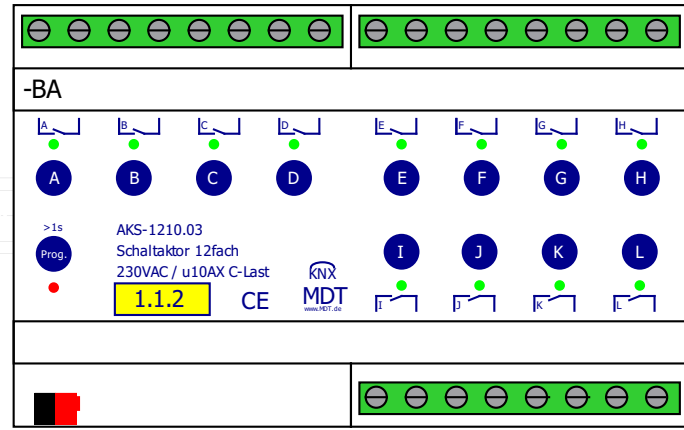 -BA
A B C D E F G H
A B C D E F G H
>1s
Prog.
AKS-1210.03
Schaltaktor 12fach
230VAC / u10AX C-Last
1.1.2
CE
KNX
MDT
www.MDT.de
I J K L
I J K L